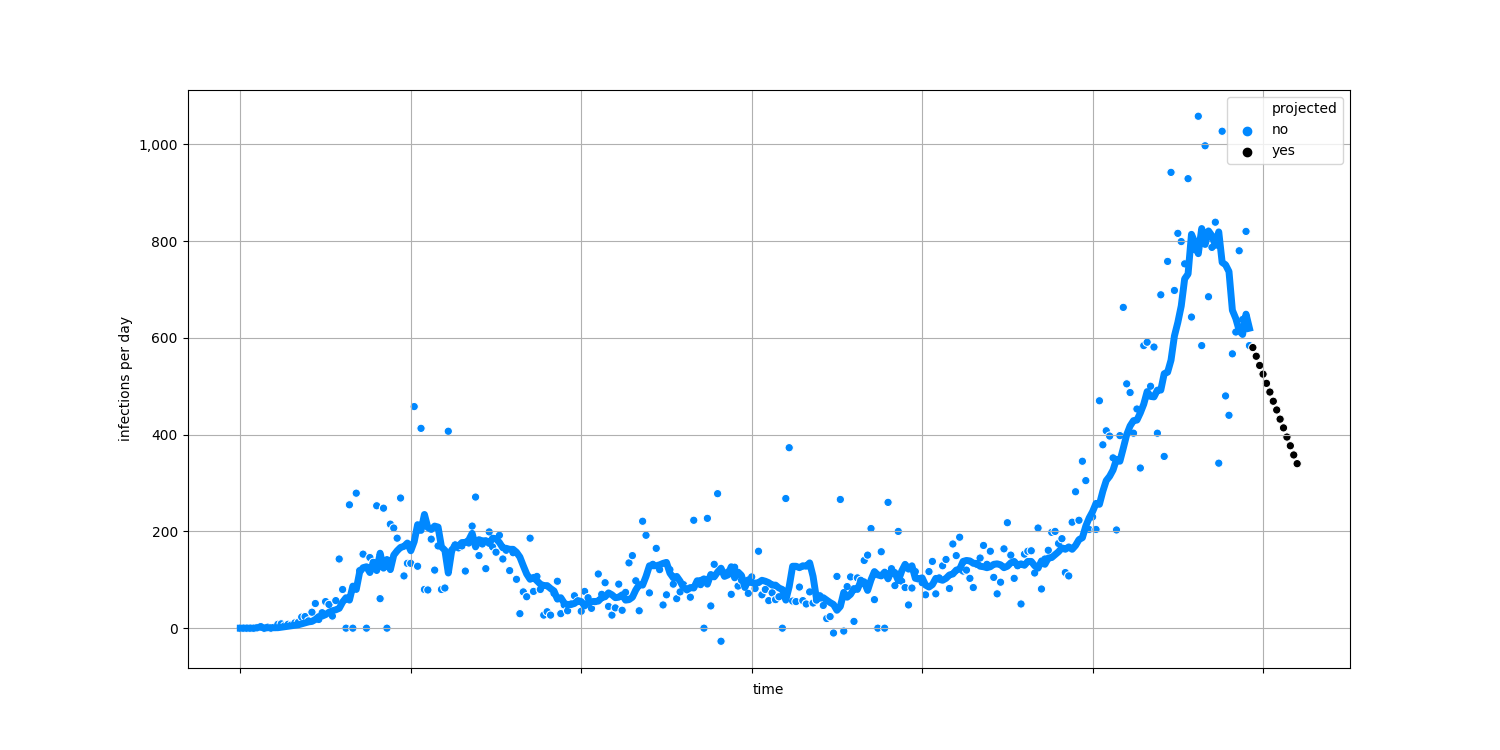 projected
no
yes
1,000
800
600
400
200
0
infections per day
time